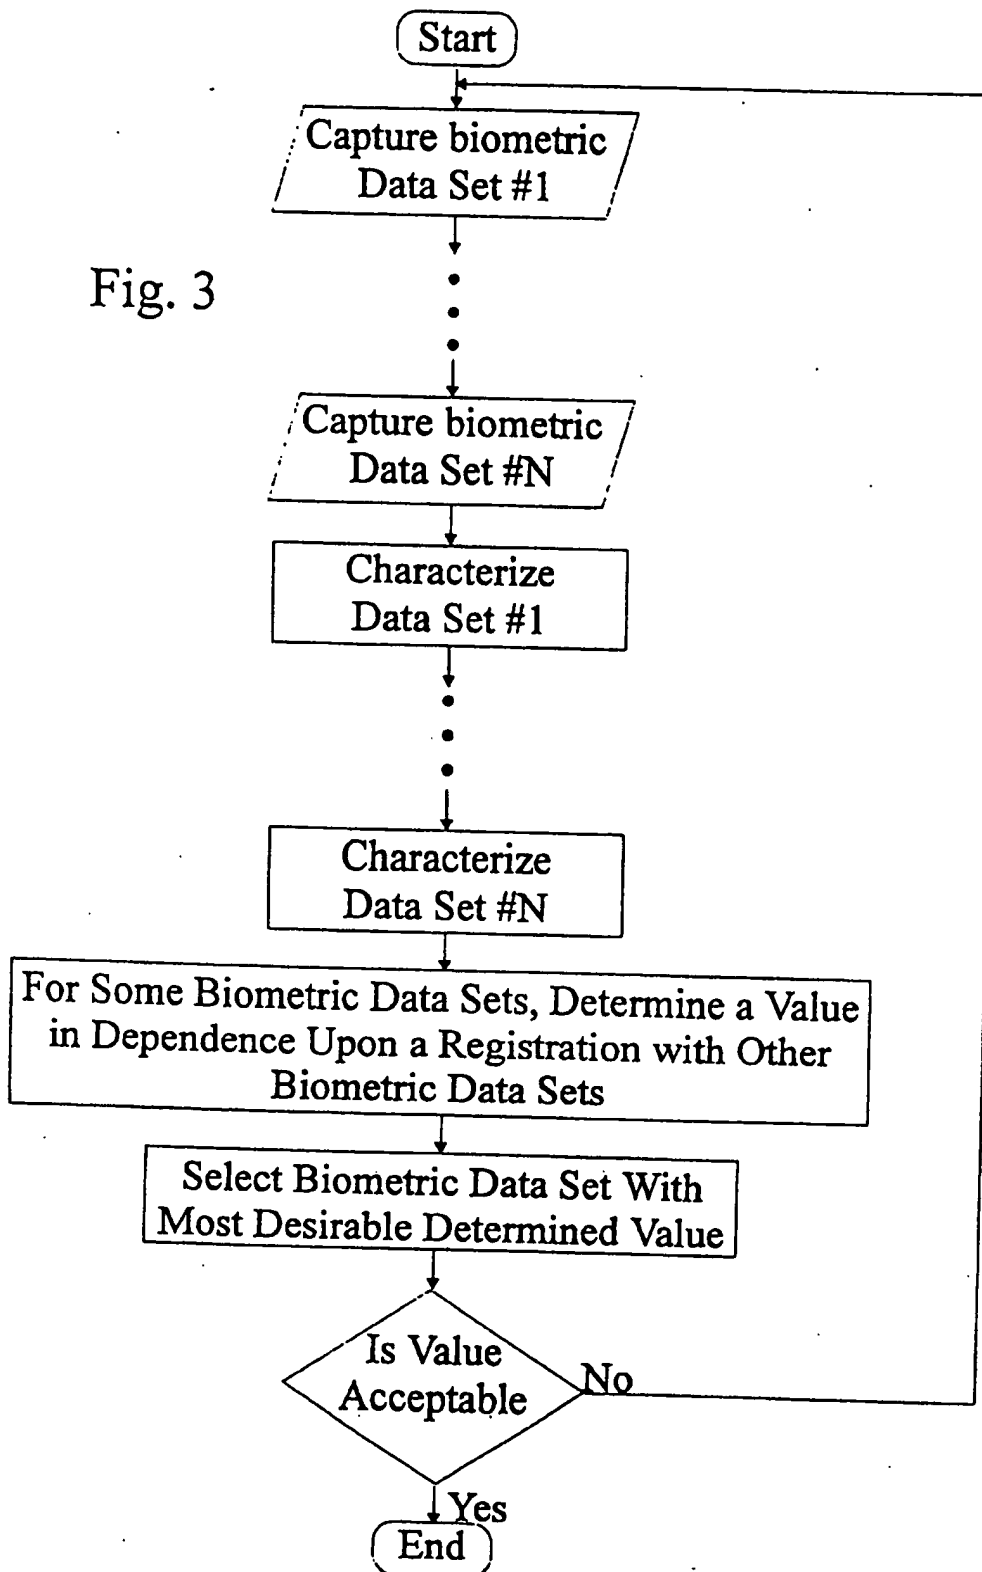 Start
Capture biometric
Data Set #1
Fig. 3
Capture biometric
Data Set #N
Characterize
Data Set #1
Characterize
Data Set #N
For Some Biometric Data Sets, Determine a Value
in Dependence Upon a Registration with Other
Biometric Data Sets
Select Biometric Data Set With
Most Desirable Determined Value
Is Value
Acceptable
No
Yes
End